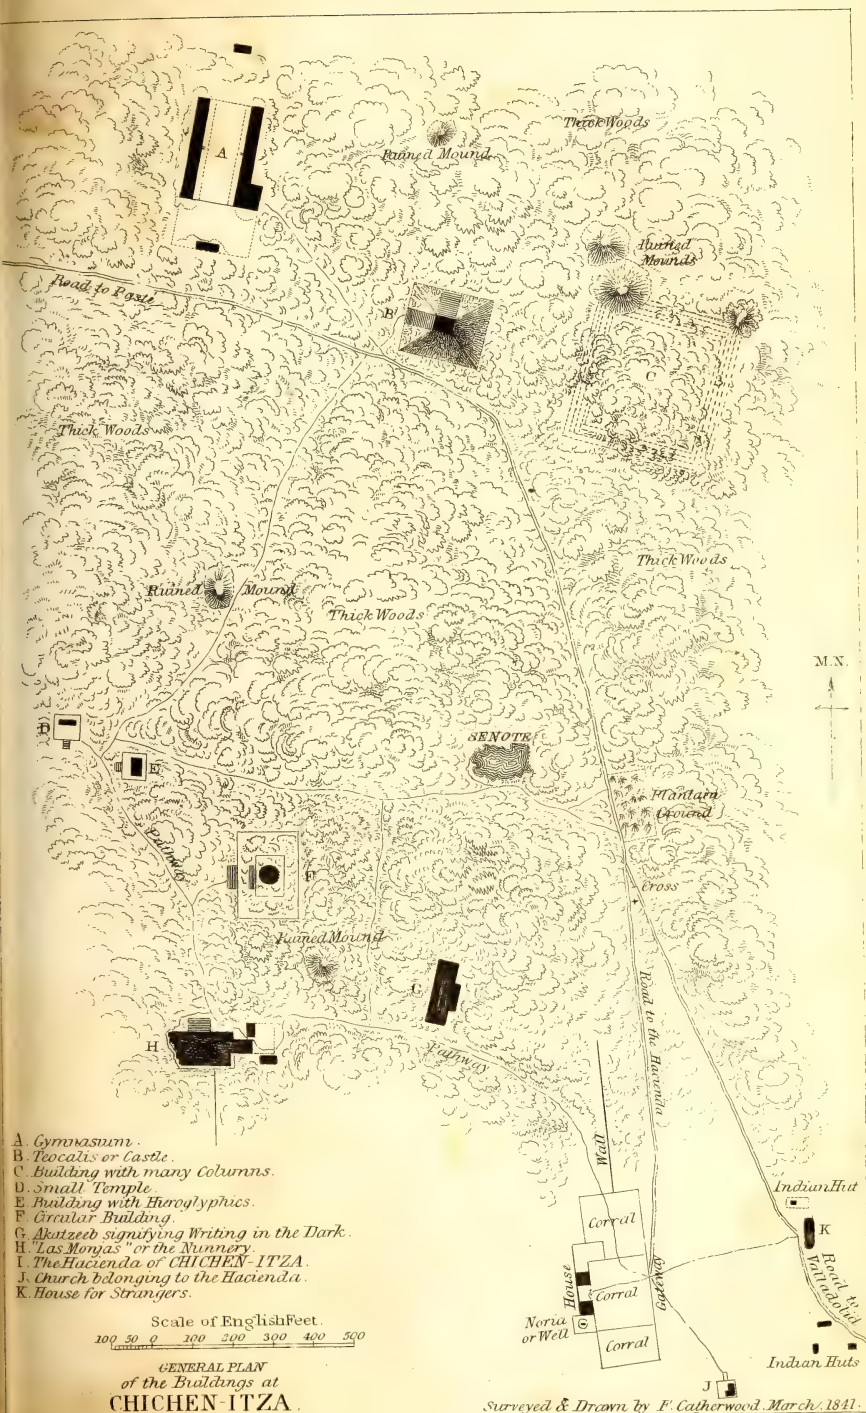 A
Thick Woods
Ruined Mound
Ruined
Mounds
Road to Pasté
B
C
Thick Woods
Thick Woods
Ruined Mound
Thick Woods
M.N.
D
SENOTE
E
Plantain
Ground
Pathway
F
Cross
Ruined Mound
G
Road to the Hacienda
H
Pathway
Wall
A. Gymnasium.
B. Teocalis or Castle.
C. Building with many Columns.
D. Small Temple.
E. Building with Hieroglyphics.
F. Circular Building.
G. Akatzeeb signifying Writing in the Dark.
H. "Las Monjas" or the Nunnery.
I. The Hacienda of CHICHEN-ITZA.
J. Church belonging to the Hacienda.
K. House for Strangers.
Indian Hut
K
Corral
House
Corral
Gateway
Road to
Valladolid
Noria
or Well
Corral
Indian Huts
J
Scale of English Feet.
100 50 0 100 200 300 400 500
GENERAL PLAN
of the Buildings at
CHICHEN-ITZA.
Surveyed & Drawn by F. Catherwood. March. 1841.